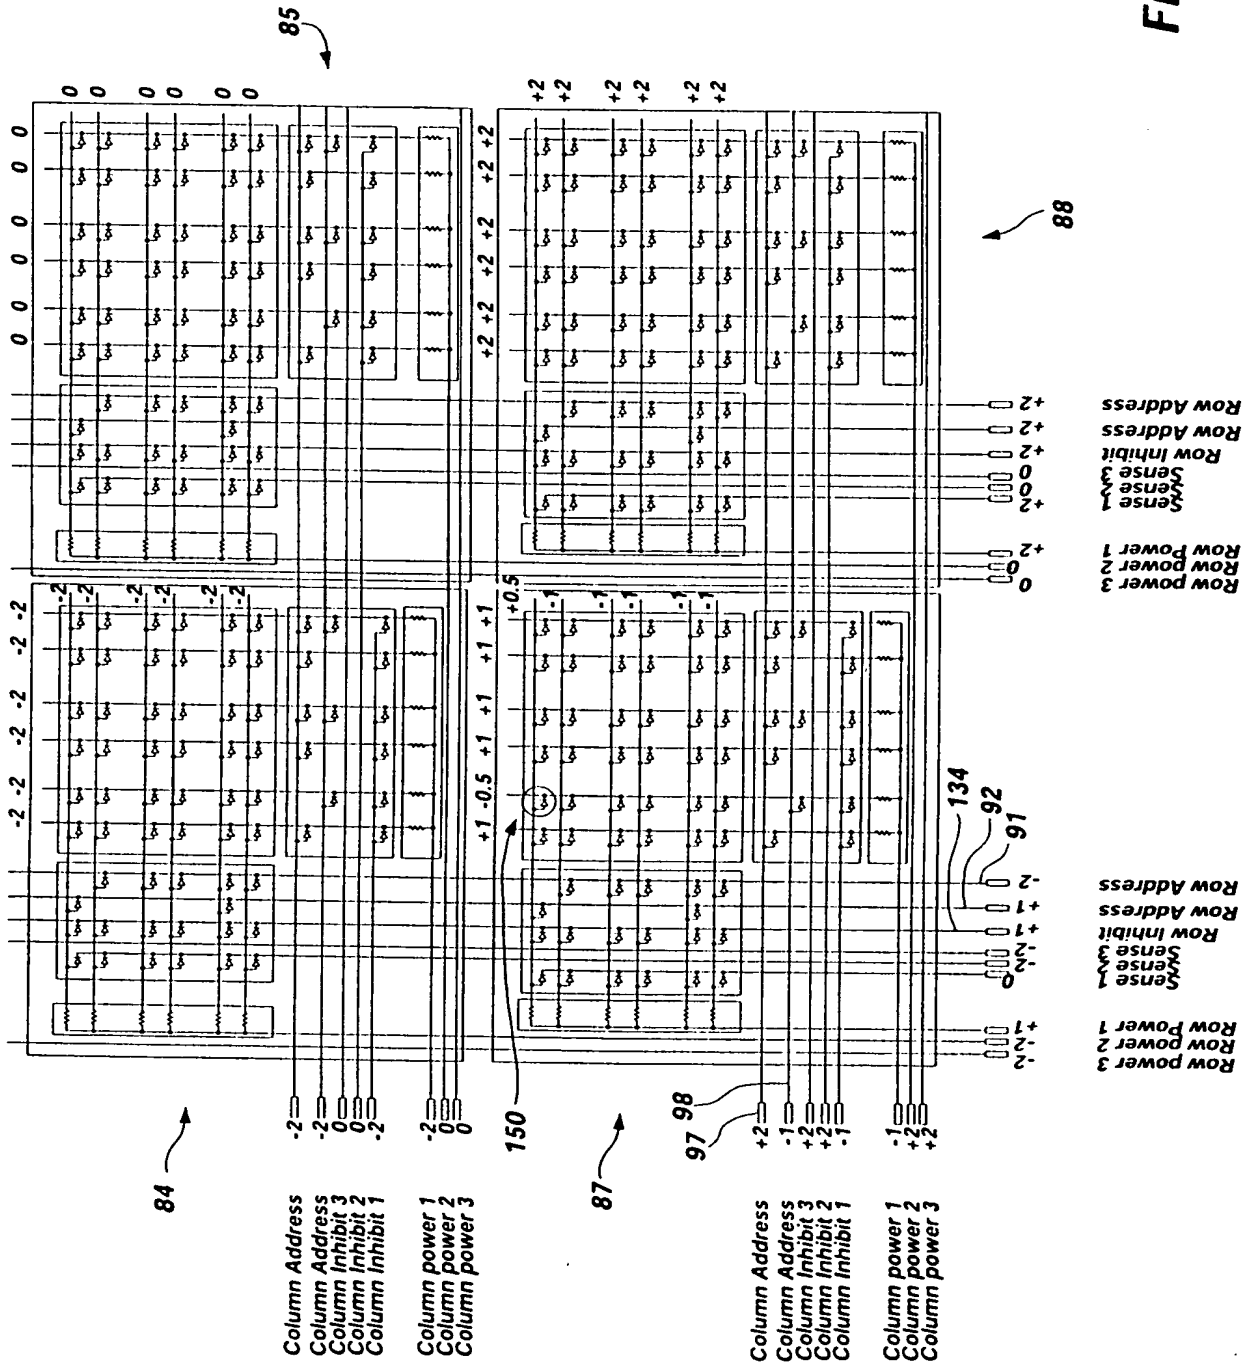 Fi
85
0 0 0 0 0 0
0
0
0
0
0
0
-2 -2 -2 -2 -2 -2
-2
-2
-2
-2
-2
-2
84
Column Address -2
Column Address -2
Column Inhibit 3 0
Column Inhibit 2 0
Column Inhibit 1 -2
Column power 1 -2
Column power 2 0
Column power 3 0
+2 +2 +2 +2 +2 +2
+2
+2
+2
+2
+2
+2
88
+1 -0.5 +1 +1 +1 +1
+0.5
-1
-1
-1
-1
-1
150
87
97
98
Column Address +2
Column Address -1
Column Inhibit 3 +2
Column Inhibit 2 +2
Column Inhibit 1 -1
Column power 1 -1
Column power 2 +2
Column power 3 +2
134
92
91
Row Address +2
Row Address +2
Row Inhibit +2
Sense 3 0
Sense 2 0
Sense 1 +2
Row Power 1 +2
Row power 2 0
Row power 3 0
Row Address -2
Row Address +1
Row Inhibit +1
Sense 3 -2
Sense 2 -2
Sense 1 0
Row Power 1 +1
Row power 2 -2
Row power 3 -2